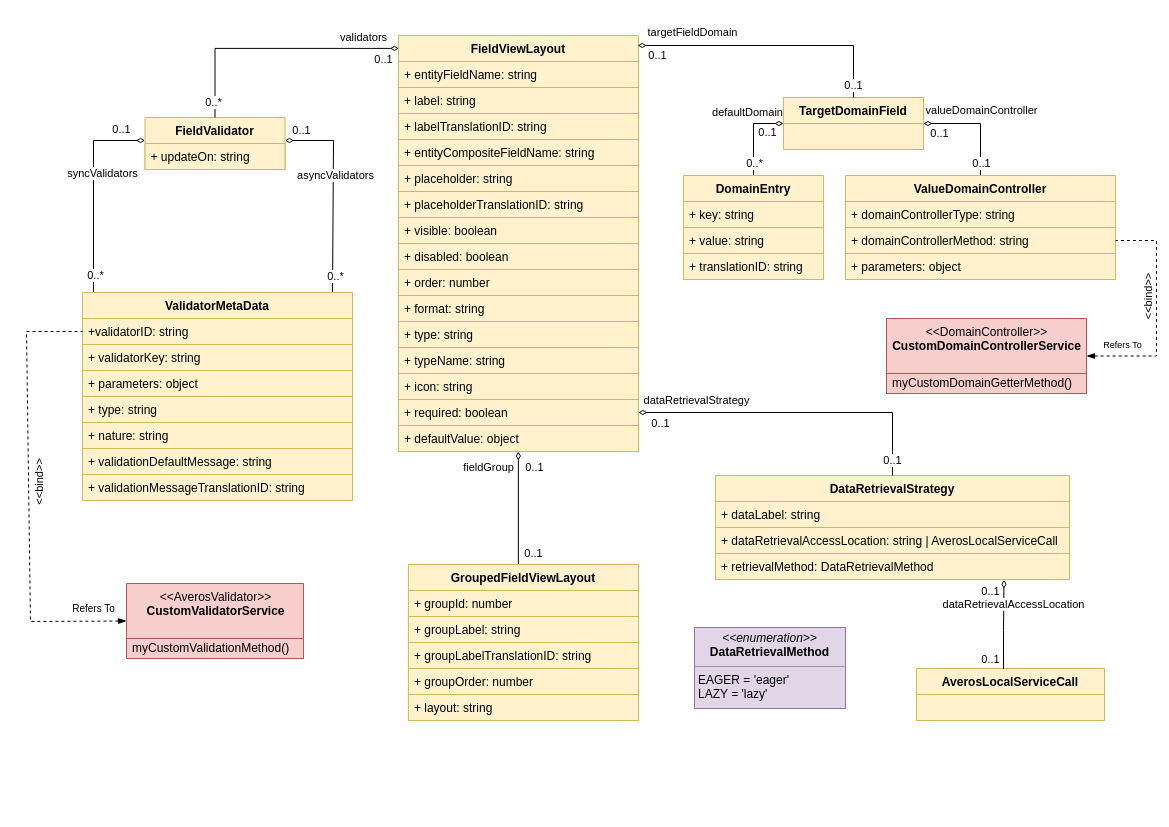 validators
0..1
0..*
FieldViewLayout
+ entityFieldName: string
+ label: string
+ labelTranslationID: string
+ entityCompositeFieldName: string
+ placeholder: string
+ placeholderTranslationID: string
+ visible: boolean
+ disabled: boolean
+ order: number
+ format: string
+ type: string
+ typeName: string
+ icon: string
+ required: boolean
+ defaultValue: object
targetFieldDomain
0..1
0..1
FieldValidator
+ updateOn: string
0..1
0..1
syncValidators
asyncValidators
0..*
0..*
ValidatorMetaData
+validatorID: string
+ validatorKey: string
+ parameters: object
+ type: string
+ nature: string
+ validationDefaultMessage: string
+ validationMessageTranslationID: string
<<bind>>
Refers To
<<AverosValidator>>
CustomValidatorService
myCustomValidationMethod()
TargetDomainField
defaultDomain
0..1
0..*
valueDomainController
0..1
0..1
DomainEntry
+ key: string
+ value: string
+ translationID: string
ValueDomainController
+ domainControllerType: string
+ domainControllerMethod: string
+ parameters: object
<<bind>>
Refers To
<<DomainController>>
CustomDomainControllerService
myCustomDomainGetterMethod()
dataRetrievalStrategy
0..1
0..1
fieldGroup
0..1
0..1
GroupedFieldViewLayout
+ groupId: number
+ groupLabel: string
+ groupLabelTranslationID: string
+ groupOrder: number
+ layout: string
DataRetrievalStrategy
+ dataLabel: string
+ dataRetrievalAccessLocation: string | AverosLocalServiceCall
+ retrievalMethod: DataRetrievalMethod
0..1
dataRetrievalAccessLocation
0..1
<<enumeration>>
DataRetrievalMethod
EAGER = 'eager'
LAZY = 'lazy'
AverosLocalServiceCall